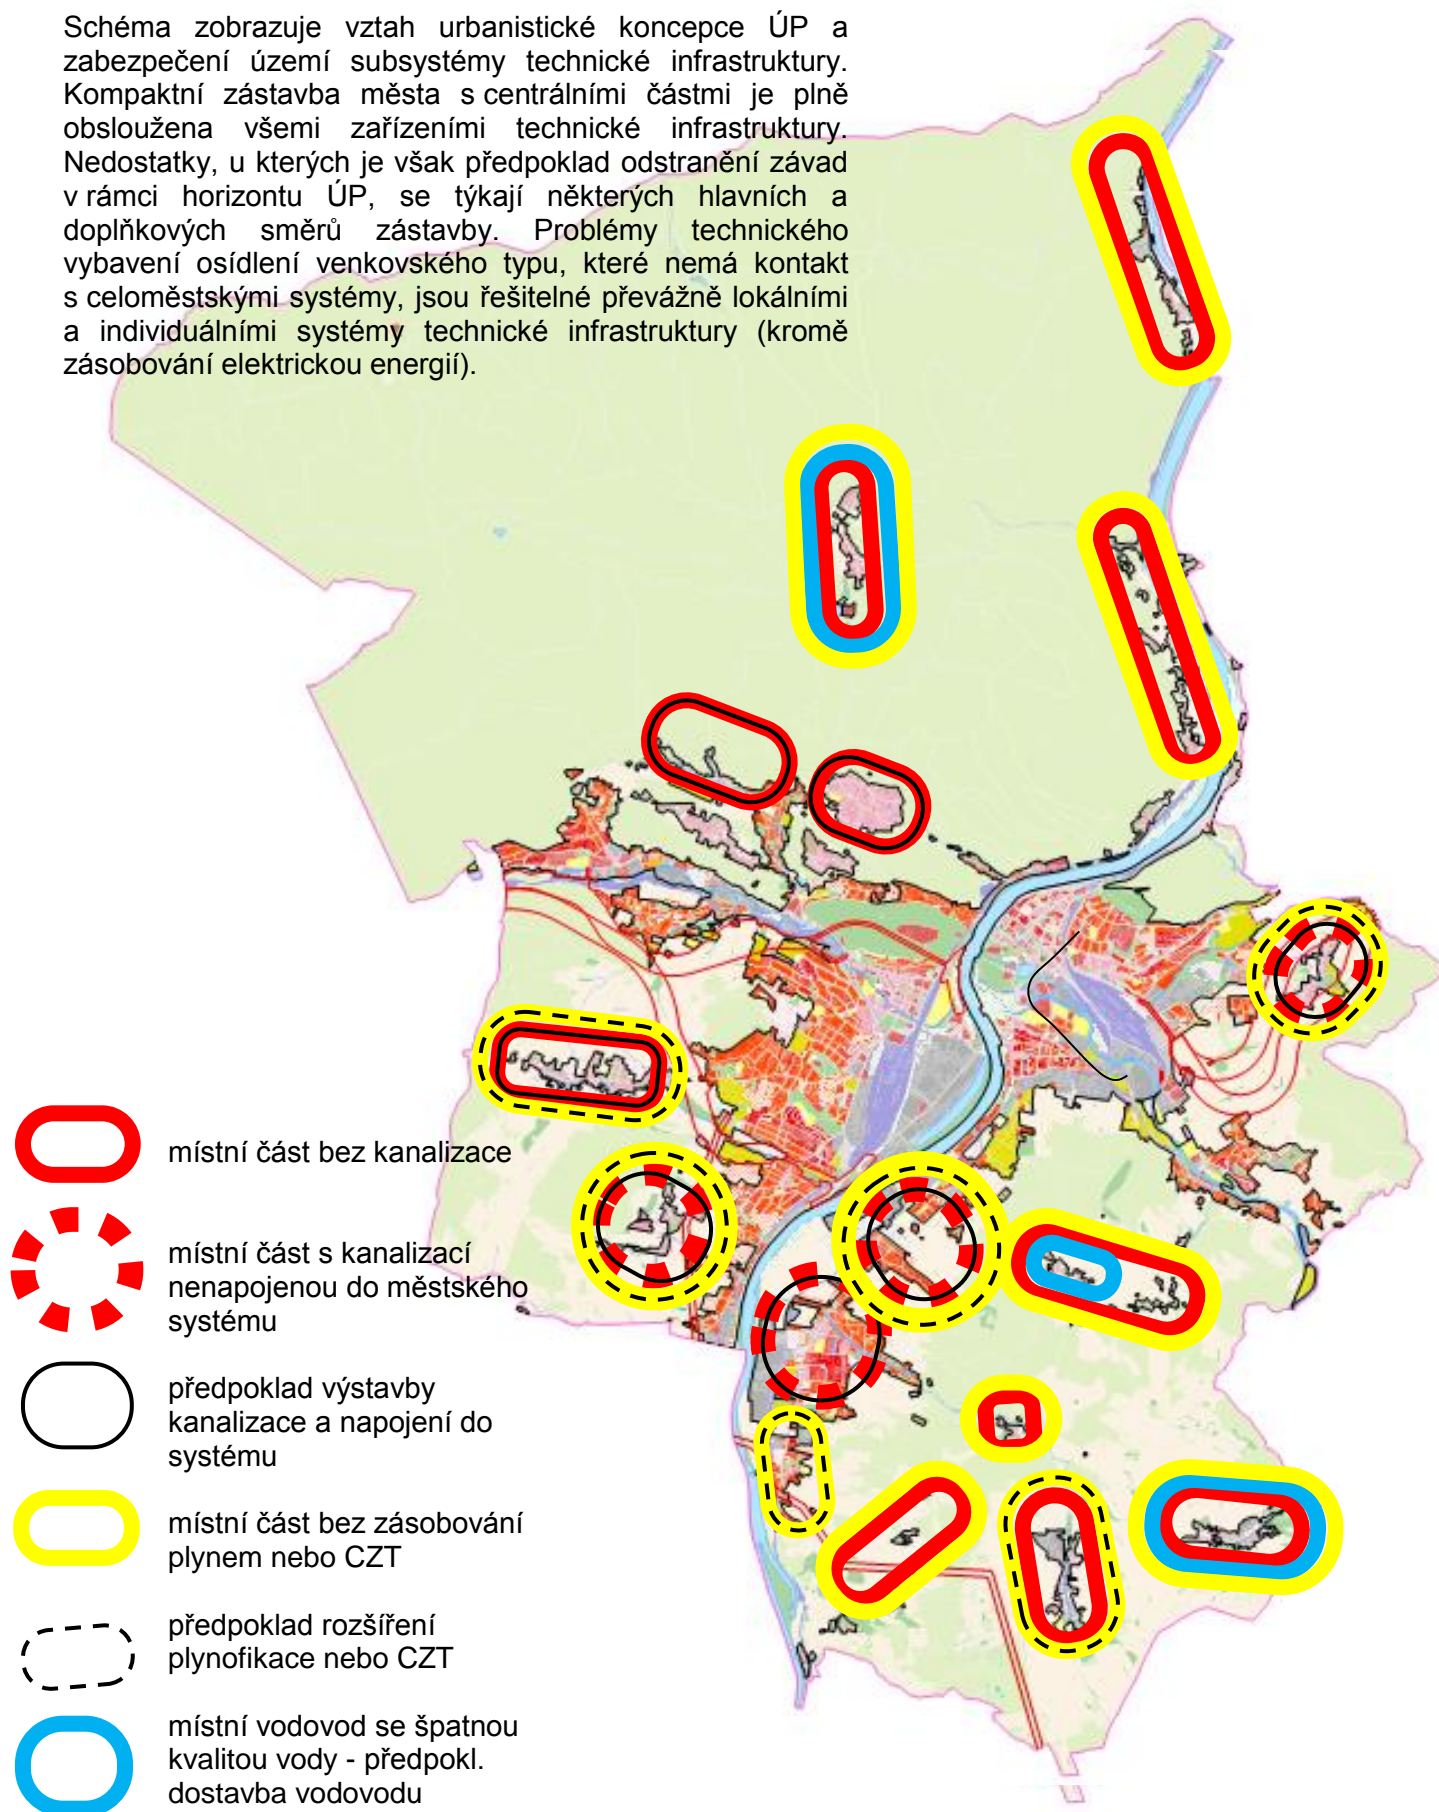 Schéma zobrazuje vztah urbanistické koncepce ÚP a
zabezpečení území subsystémy technické infrastruktury.
Kompaktní zástavba města s centrálními částmi je plně
obsloužena všemi zařízeními technické infrastruktury.
Nedostatky, u kterých je však předpoklad odstranění závad
v rámci horizontu ÚP, se týkají některých hlavních a
doplňkových směrů zástavby. Problémy technického
vybavení osídlení venkovského typu, které nemá kontakt
s celoměstskými systémy, jsou řešitelné převážně lokálními
a individuálními systémy technické infrastruktury (kromě
zásobování elektrickou energií).
místní část bez kanalizace
místní část s kanalizací
nenapojenou do městského
systému
předpoklad výstavby
kanalizace a napojení do
systému
místní část bez zásobování
plynem nebo CZT
předpoklad rozšíření
plynofikace nebo CZT
místní vodovod se špatnou
kvalitou vody - předpokl.
dostavba vodovodu